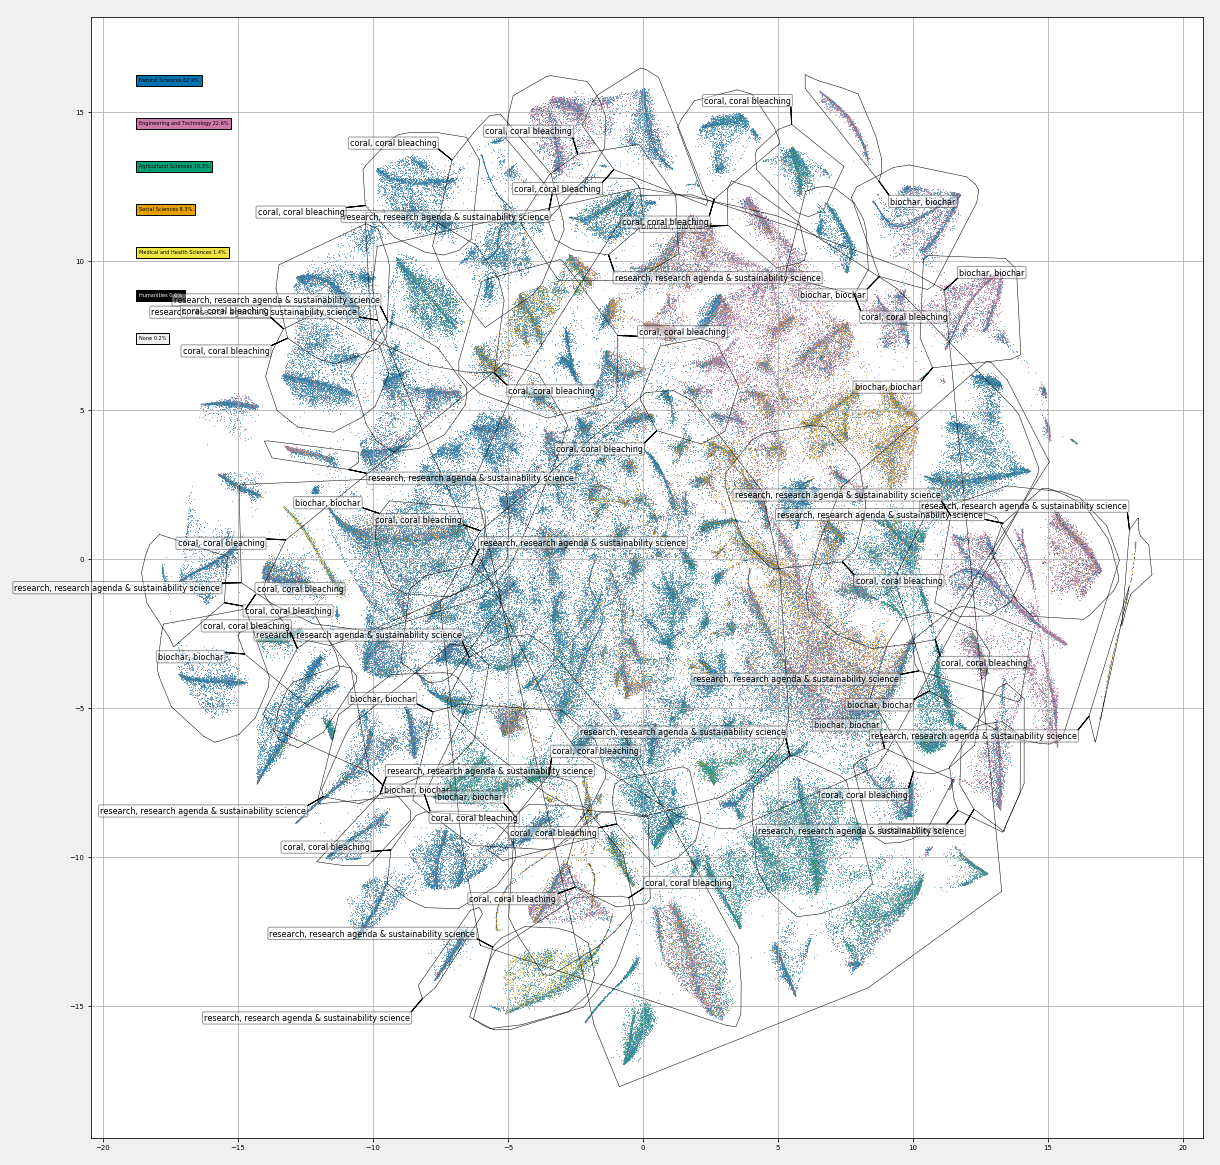 15
10
5
0
−5
−10
−15
−20
−15
−10
−5
0
5
10
15
20
Natural Sciences 62.4%
Engineering and Technology 22.6%
Agricultural Sciences 10.2%
Social Sciences 8.3%
Medical and Health Sciences 1.4%
Humanities
None 0.2%
coral, coral bleaching
coral, coral bleaching
coral, coral bleaching
coral, coral bleaching
biochar, biochar
coral, coral bleaching
research, research agenda & sustainability science
coral, coral bleaching
biochar, biochar
research, research agenda & sustainability science
biochar, biochar
research, research agenda & sustainability science
coral, coral bleaching
research, research agenda & sustainability science
coral, coral bleaching
coral, coral bleaching
coral, coral bleaching
biochar, biochar
coral, coral bleaching
coral, coral bleaching
research, research agenda & sustainability science
research, research agenda & sustainability science
biochar, biochar
research, research agenda & sustainability science
research, research agenda & sustainability science
coral, coral bleaching
coral, coral bleaching
research, research agenda & sustainability science
coral, coral bleaching
research, research agenda & sustainability science
coral, coral bleaching
coral, coral bleaching
coral, coral bleaching
research, research agenda & sustainability science
biochar, biochar
coral, coral bleaching
research, research agenda & sustainability science
biochar, biochar
biochar, biochar
biochar, biochar
research, research agenda & sustainability science
research, research agenda & sustainability science
coral, coral bleaching
research, research agenda & sustainability science
biochar, biochar
biochar, biochar
coral, coral bleaching
research, research agenda & sustainability science
coral, coral bleaching
coral, coral bleaching
research, research agenda & sustainability science
coral, coral bleaching
coral, coral bleaching
coral, coral bleaching
research, research agenda & sustainability science
research, research agenda & sustainability science